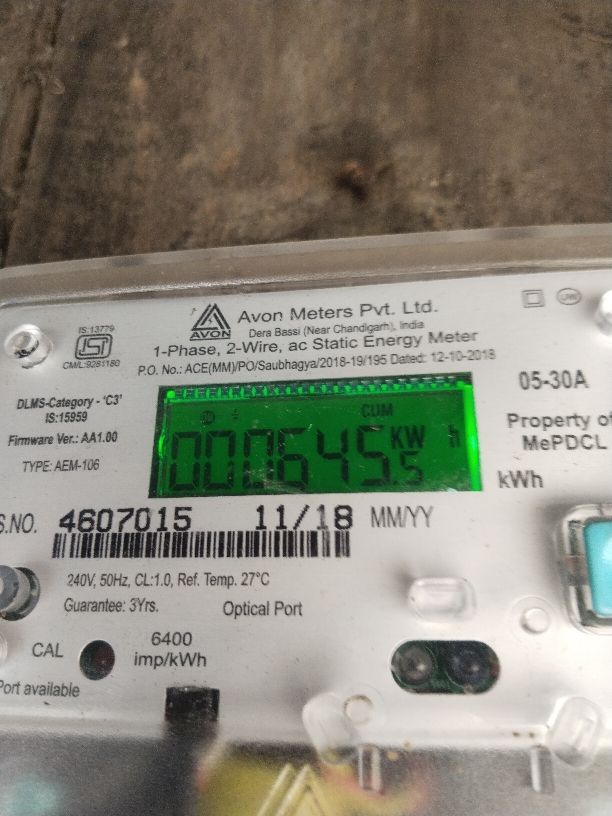 Avon Meters Pvt. Ltd.
AVON
Dera Bassi (Near Chandigarh), India
1-Phase, 2-Wire, ac Static Energy Meter
P.O. No.: ACE(MM)/PO/Saubhagya/2018-19/195 Dated: 12-10-2018
IS:13779
ISI
CM/L:9281180
DLMS-Category - 'C3'
IS:15959
Firmware Ver.: AA1.00
TYPE: AEM-106
CUM
000645.5 KW h
05-30A
Property of
MePDCL
kWh
S.NO. 4607015 11/18 MM/YY
240V, 50Hz, CL:1.0, Ref. Temp. 27°C
Guarantee: 3Yrs. Optical Port
CAL
6400
imp/kWh
Port available